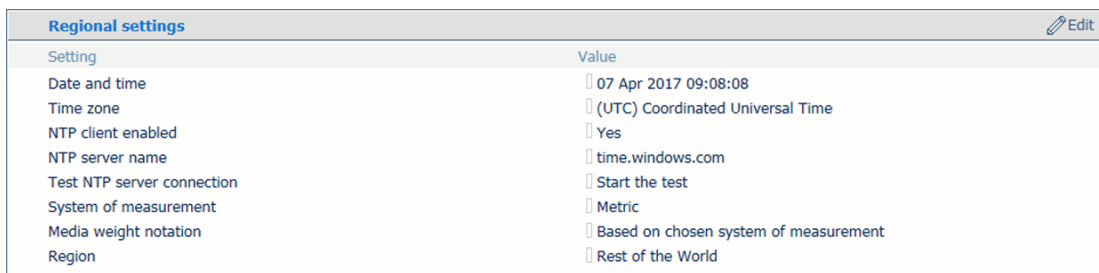 Regional settings Edit
Setting Value
Date and time 07 Apr 2017 09:08:08
Time zone (UTC) Coordinated Universal Time
NTP client enabled Yes
NTP server name time.windows.com
Test NTP server connection Start the test
System of measurement Metric
Media weight notation Based on chosen system of measurement
Region Rest of the World